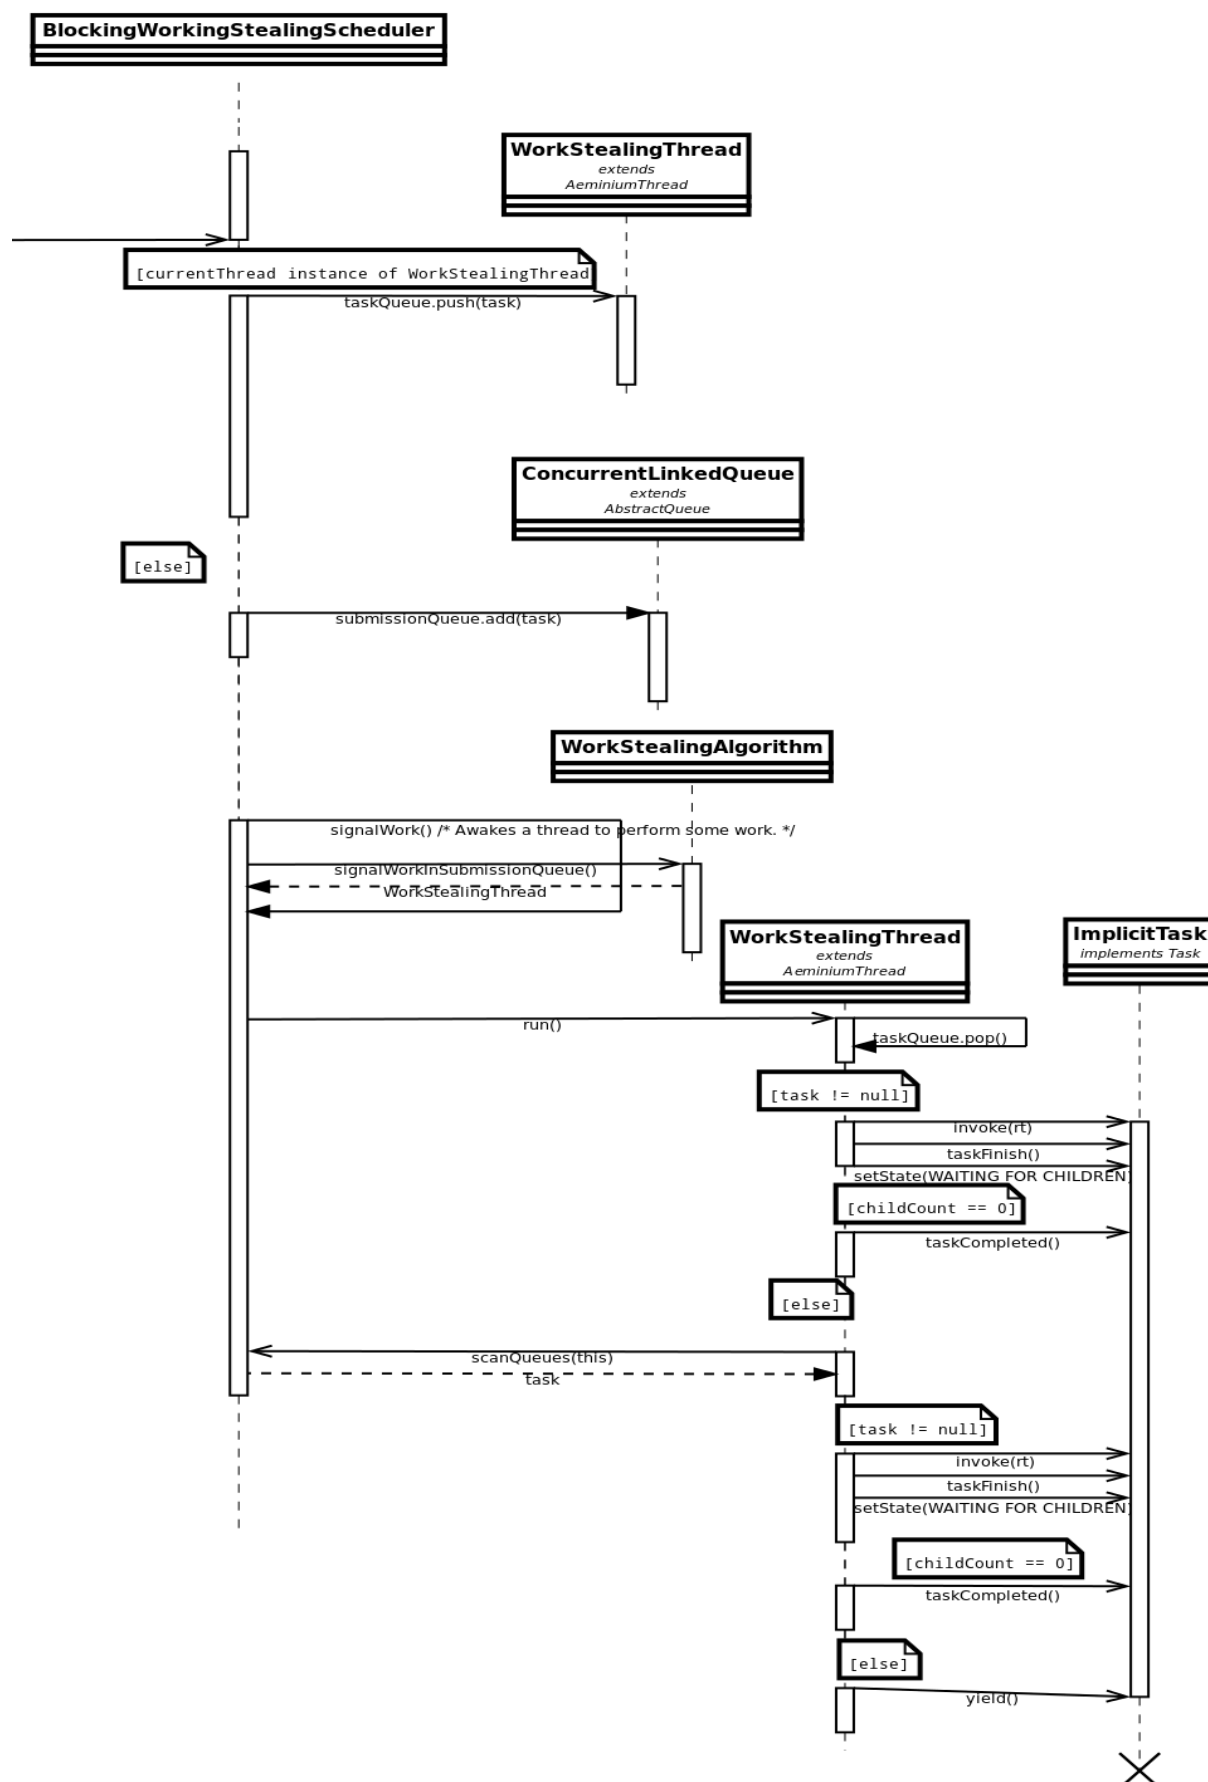 BlockingWorkingStealingScheduler
WorkStealingThread
extends
AeminiumThread
[currentThread instance of WorkStealingThread
taskQueue.push(task)
ConcurrentLinkedQueue
extends
AbstractQueue
[else]
submissionQueue.add(task)
WorkStealingAlgorithm
signalWork() /* Awakes a thread to perform some work. */
signalWorkInSubmissionQueue()
WorkStealingThread
WorkStealingThread
extends
AeminiumThread
ImplicitTask
implements Task
run()
taskQueue.pop()
[task != null]
invoke(rt)
taskFinish()
setState(WAITING FOR CHILDREN)
[childCount == 0]
taskCompleted()
[else]
scanQueues(this)
task
[task != null]
invoke(rt)
taskFinish()
setState(WAITING FOR CHILDREN)
[childCount == 0]
taskCompleted()
[else]
yield()